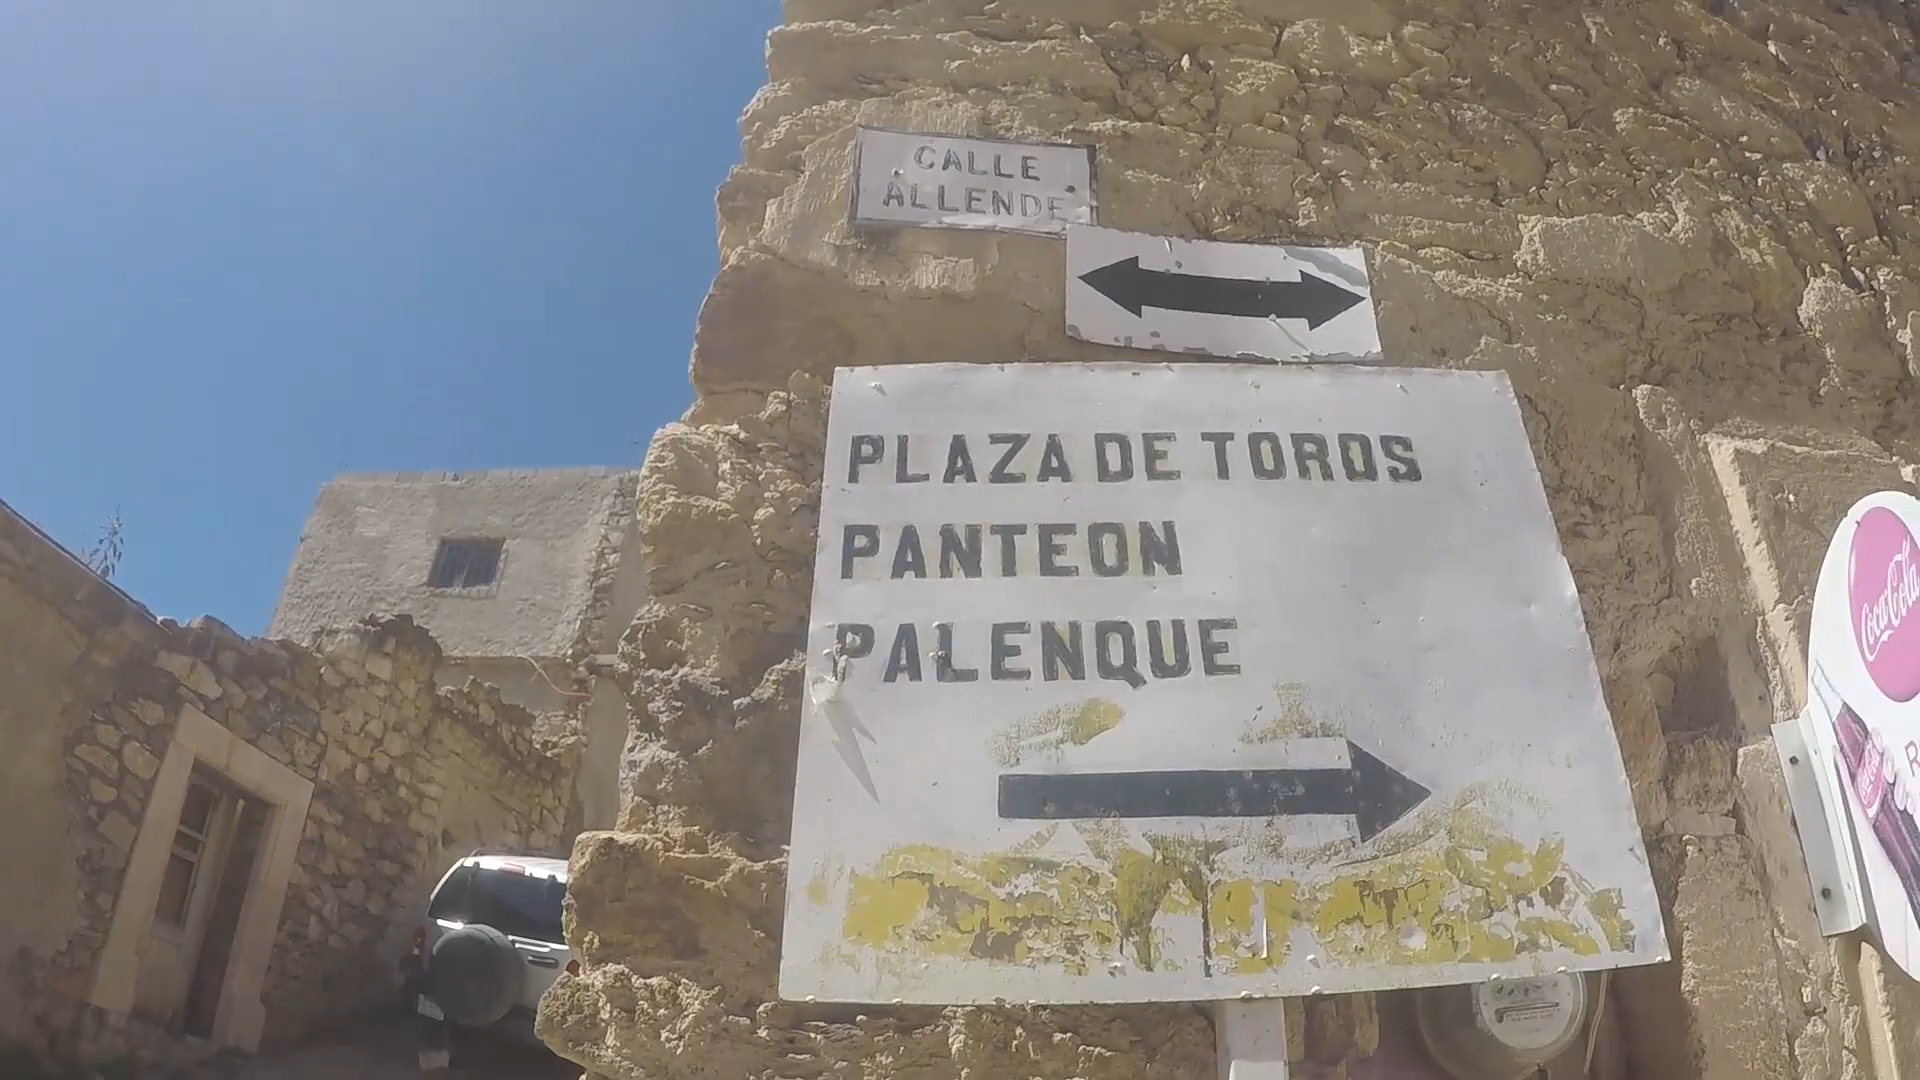 CALLE
ALLENDE
PLAZA DE TOROS
PANTEON
PALENQUE
Coca-Cola